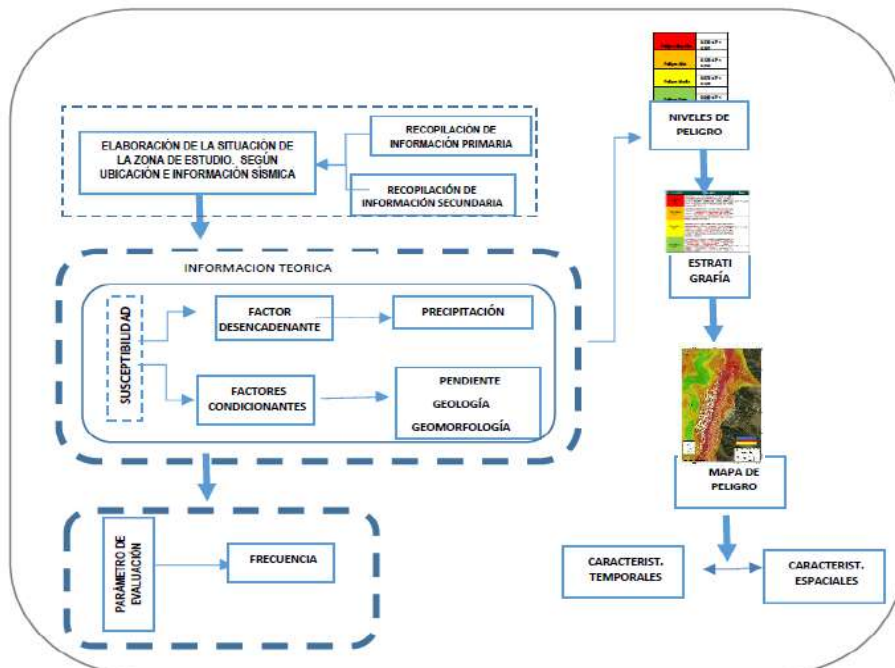 ELABORACIÓN DE LA SITUACIÓN DE
LA ZONA DE ESTUDIO. SEGÚN
UBICACIÓN E INFORMACIÓN SÍSMICA
RECOPILACIÓN DE
INFORMACIÓN PRIMARIA
RECOPILACIÓN DE
INFORMACIÓN SECUNDARIA
INFORMACION TEORICA
SUSCEPTIBILIDAD
FACTOR
DESENCADENANTE
PRECIPITACIÓN
FACTORES
CONDICIONANTES
PENDIENTE
GEOLOGÍA
GEOMORFOLOGÍA
PARÁMETRO DE
EVALUACIÓN
FRECUENCIA
NIVELES DE
PELIGRO
ESTRATI
GRAFÍA
MAPA DE
PELIGRO
CARACTERIST.
TEMPORALES
CARACTERIST.
ESPACIALES